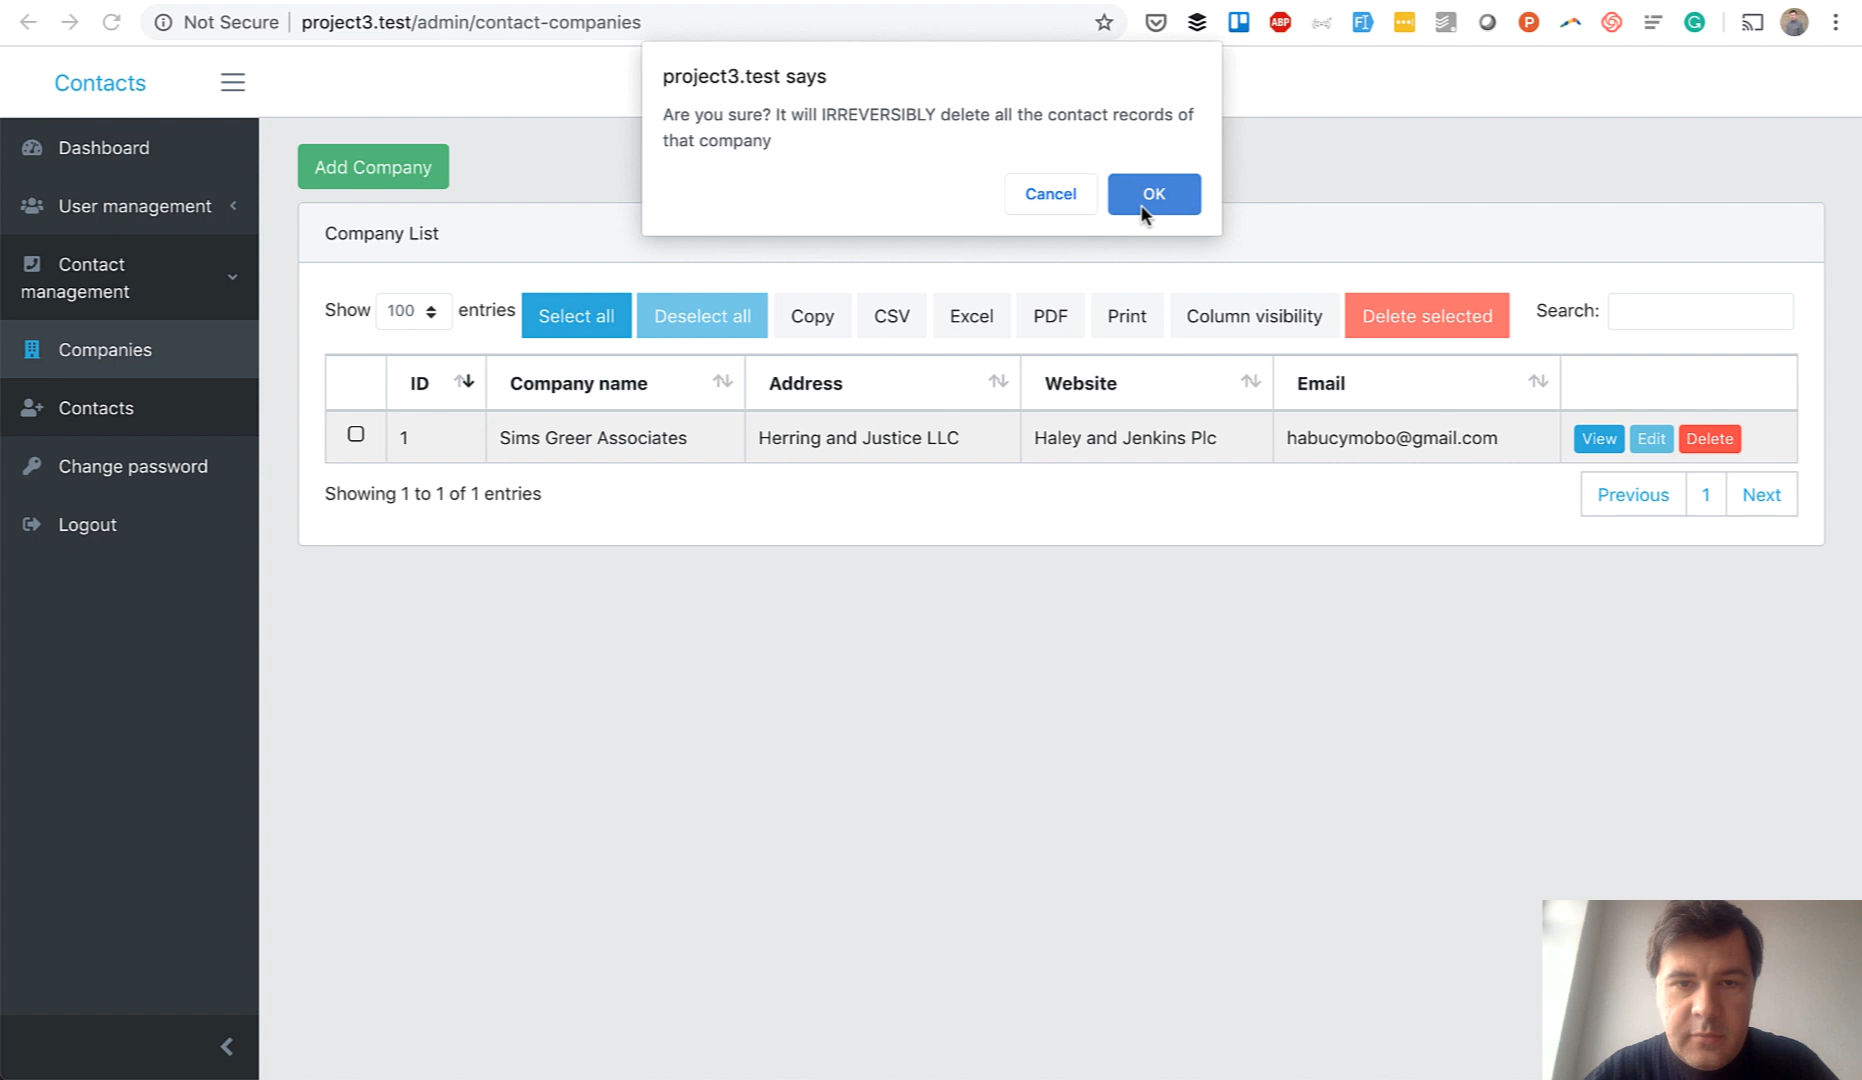 Not Secure project3.test/admin/contact-companies
ABP
P
G
Contacts
project3.test says
Are you sure? It will IRREVERSIBLY delete all the contact records of
that company
Cancel
OK
Dashboard
User management
Contact
management
Companies
Contacts
Change password
Logout
Add Company
Company List
Show 100 entries
Select all
Deselect all
Copy
CSV
Excel
PDF
Print
Column visibility
Delete selected
Search:
ID Company name Address Website Email
1 Sims Greer Associates Herring and Justice LLC Haley and Jenkins Plc habucymobo@gmail.com View Edit Delete
Showing 1 to 1 of 1 entries
Previous 1 Next